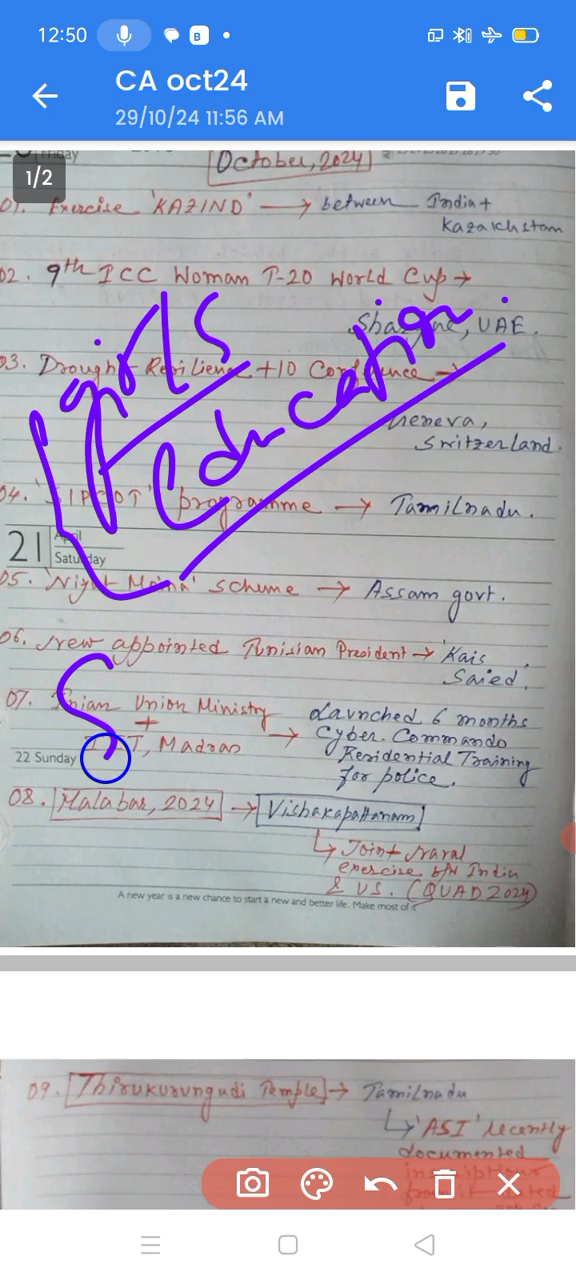 12:50
CA oct24
29/10/24 11:56 AM
1/2
October, 2024
01. Exercise 'KAZIND' → between India +
Kazakhstam
02. 9th ICC Woman T-20 World Cup →
UAE.
girls
Education
03. Drought Resilience +10 Conference →
Geneva,
Switzerland.
04. programme → Tamilnadu.
21 April
Saturday
05. 'Night Moina' scheme → Assam govt.
06. New appointed Tunisian President → Kais
Saied.
07. Union Ministry
+
Madras → Launched 6 months
Cyber Commando
Residential Training
for police.
22 Sunday
08. Malabar, 2024 → Vishakapattanam
↳ Joint Naval
exercise b/w India
& US. (QUAD 2024)
A new year is a new chance to start a new and better life. Make most of it
09. Thirukurungudi Temple → Tamilnadu
↳ 'ASI' recently
documented